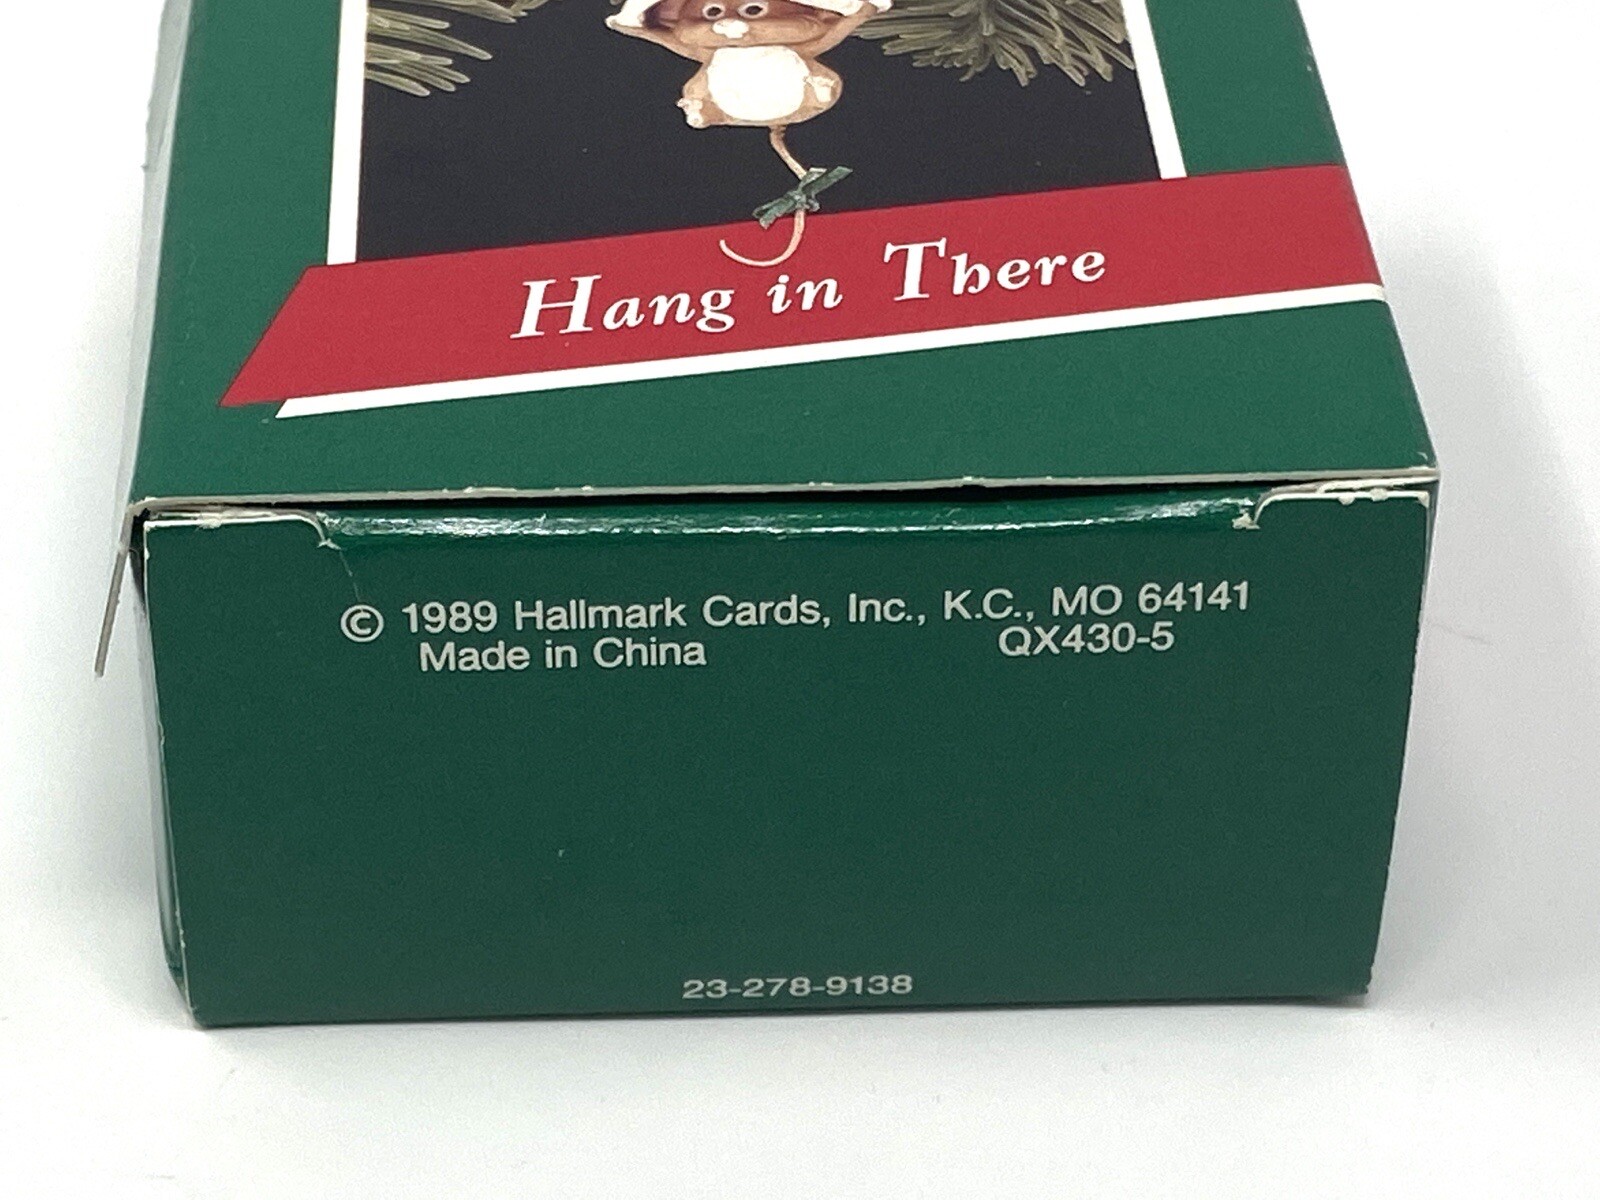 Hang in There
© 1989 Hallmark Cards, Inc., K.C., MO 64141
Made in China QX430-5
23-278-9138